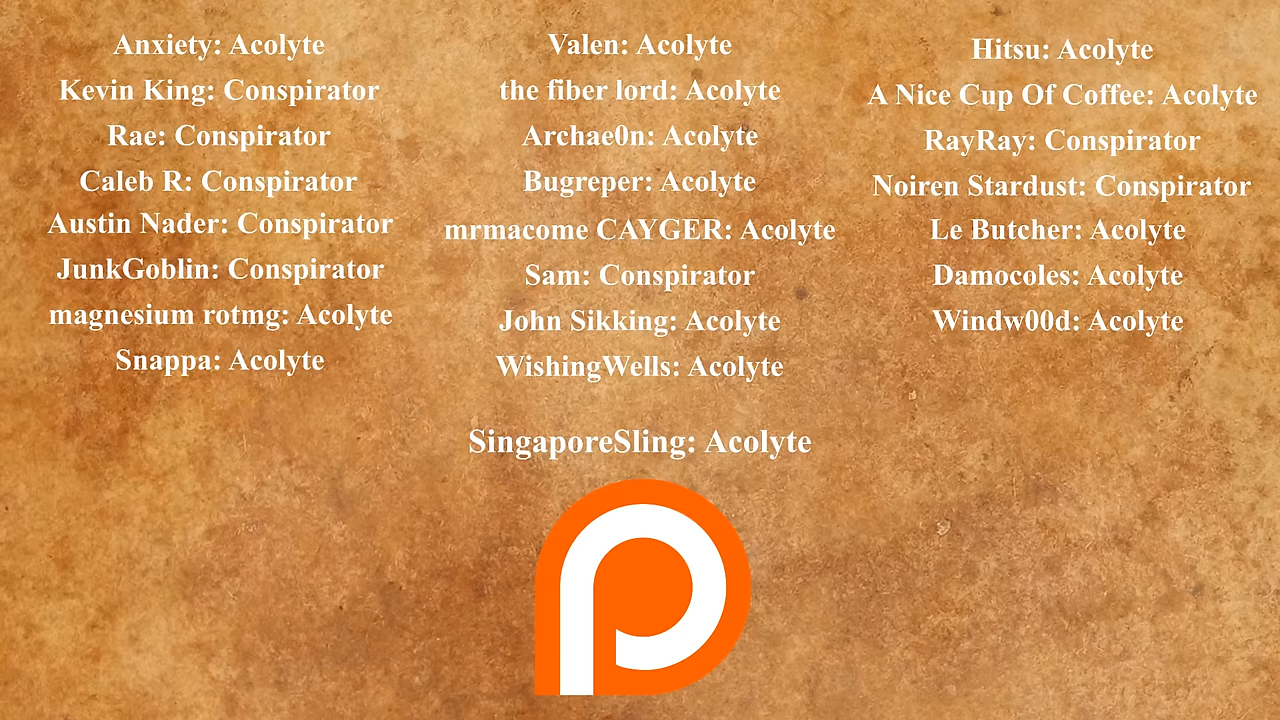 Anxiety: Acolyte
Kevin King: Conspirator
Rae: Conspirator
Caleb R: Conspirator
Austin Nader: Conspirator
JunkGoblin: Conspirator
magnesium rotmg: Acolyte
Snappa: Acolyte
Valen: Acolyte
the fiber lord: Acolyte
Archae0n: Acolyte
Bugreper: Acolyte
mrmacome CAYGER: Acolyte
Sam: Conspirator
John Sikking: Acolyte
WishingWells: Acolyte
Hitsu: Acolyte
A Nice Cup Of Coffee: Acolyte
RayRay: Conspirator
Noiren Stardust: Conspirator
Le Butcher: Acolyte
Damocoles: Acolyte
Windw00d: Acolyte
SingaporeSling: Acolyte